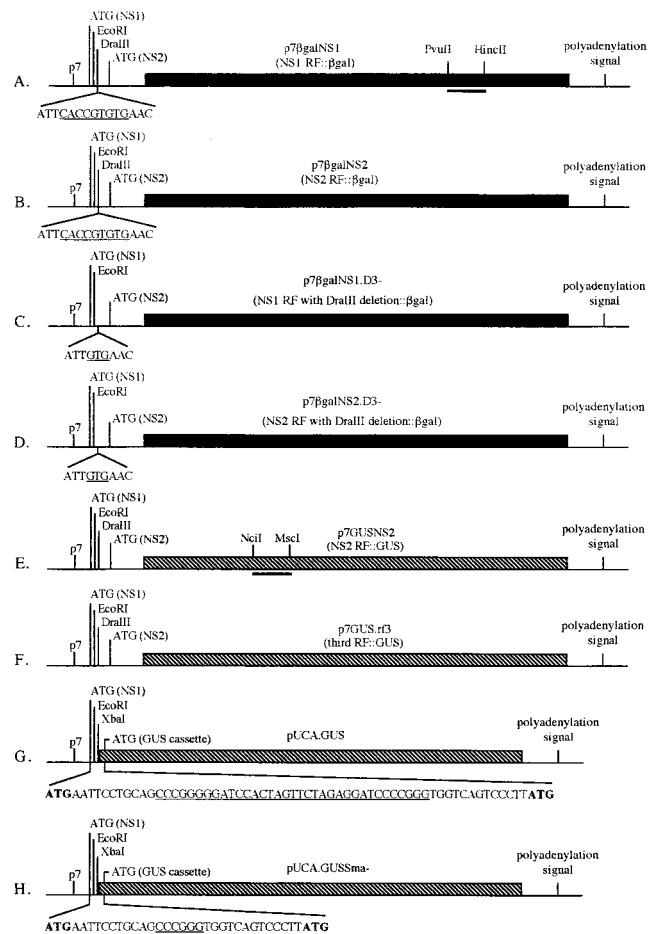 ATG (NS1)
EcoRI
DraIII
ATG (NS2)
p7
p7βgalNS1
(NS1 RF::βgal)
PvuII
HincII
polyadenylation
signal
A.
ATTCACCGTGTGAAC
ATG (NS1)
EcoRI
DraIII
ATG (NS2)
p7
p7βgalNS2
(NS2 RF::βgal)
polyadenylation
signal
B.
ATTCACCGTGTGAAC
ATG (NS1)
EcoRI
ATG (NS2)
p7
p7βgalNS1.D3-
(NS1 RF with DraIII deletion::βgal)
polyadenylation
signal
C.
ATTGTGAAC
ATG (NS1)
EcoRI
ATG (NS2)
p7
p7βgalNS2.D3-
(NS2 RF with DraIII deletion::βgal)
polyadenylation
signal
D.
ATTGTGAAC
ATG (NS1)
EcoRI
DraIII
ATG (NS2)
p7
NciI
MscI
p7GUSNS2
(NS2 RF::GUS)
polyadenylation
signal
E.
ATG (NS1)
EcoRI
DraIII
ATG (NS2)
p7
p7GUS.rf3
(third RF::GUS)
polyadenylation
signal
F.
ATG (NS1)
EcoRI
XbaI
ATG (GUS cassette)
p7
pUCA.GUS
polyadenylation
signal
G.
ATGAATTCCTGCAGCCCGGGGGATCCACTAGTTCTAGAGGATCCCCGGGTGGTCAGTCCCTTATG
ATG (NS1)
EcoRI
XbaI
ATG (GUS cassette)
p7
pUCA.GUSSma-
polyadenylation
signal
H.
ATGAATTCCTGCAGCCCGGGTGGTCAGTCCCTTATG